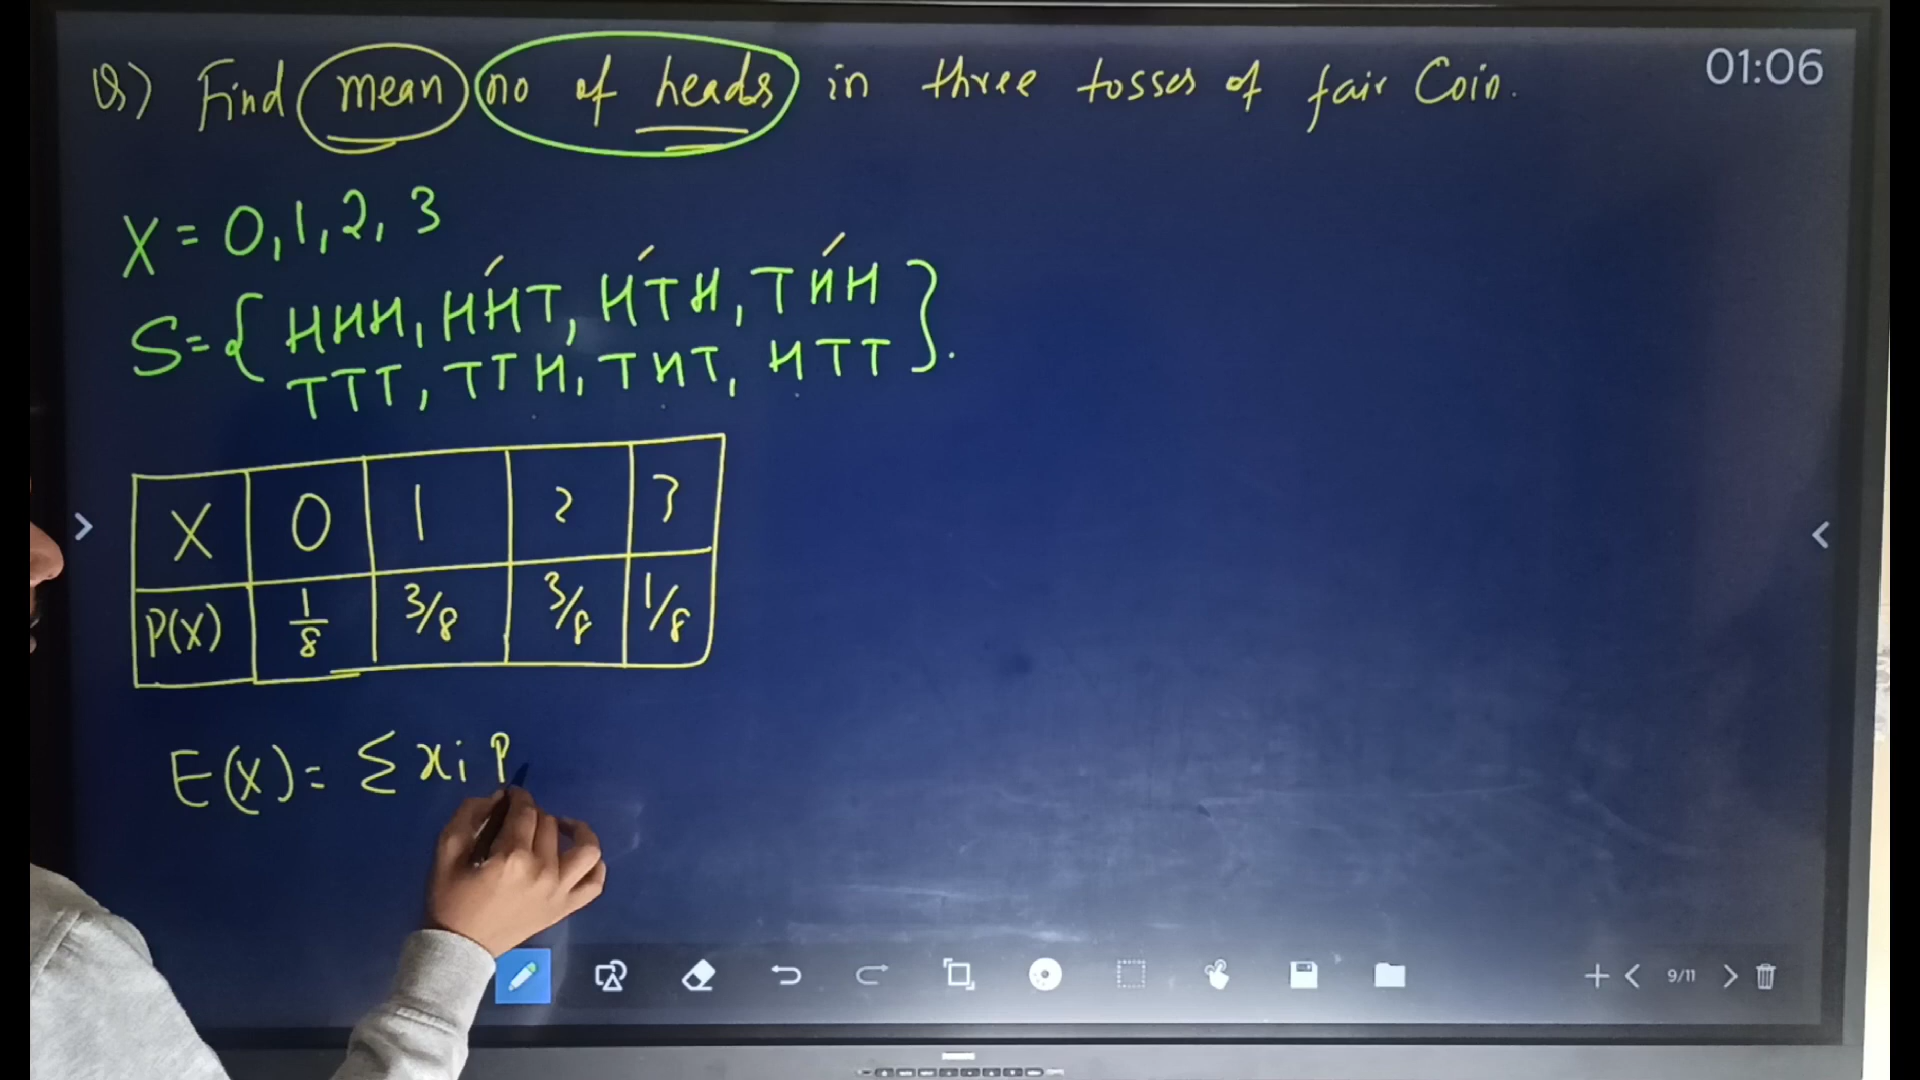 Q) Find mean no of heads in three tosses of fair Coin.
01:06
X = 0, 1, 2, 3
S = { HHH, HHT, HTH, THH
TTT, TTH, THT, HTT }.
X 0 1 2 3
P(X) 1/8 3/8 3/8 1/8
E(X) = Σ xi P
9/11